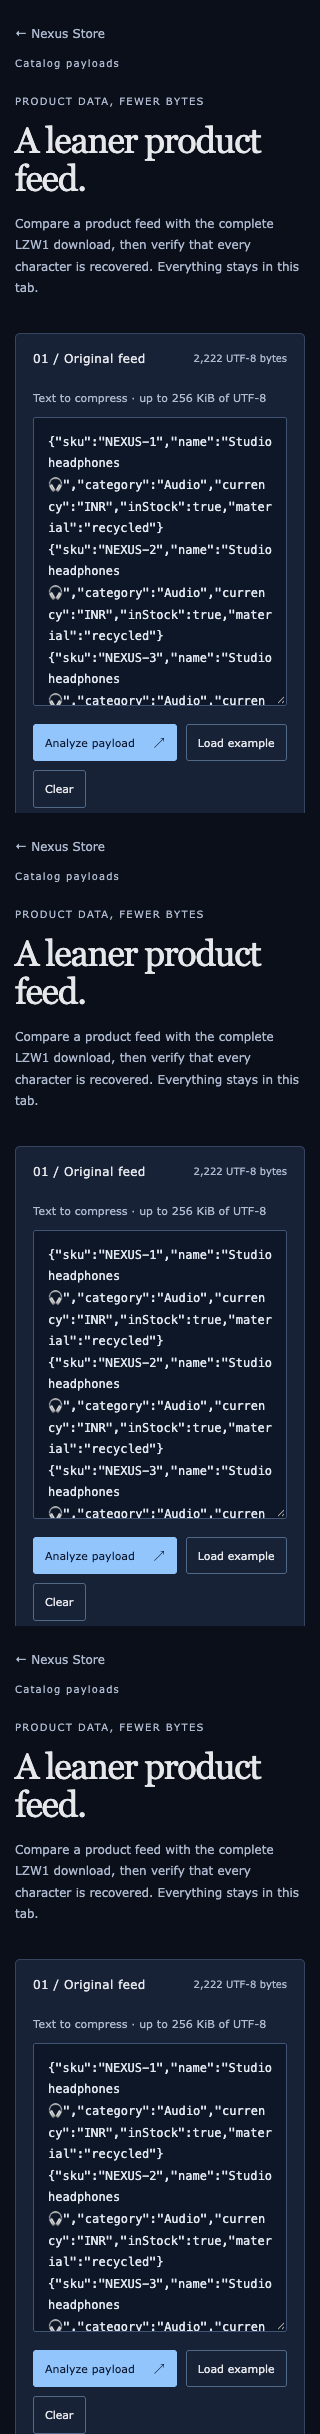 ← Nexus Store
Catalog payloads
PRODUCT DATA, FEWER BYTES
A leaner product
feed.
Compare a product feed with the complete
LZW1 download, then verify that every
character is recovered. Everything stays in this
tab.
01 / Original feed 2,222 UTF-8 bytes
Text to compress · up to 256 KiB of UTF-8
{"sku":"NEXUS-1","name":"Studio
headphones
🎧","category":"Audio","curren
cy":"INR","inStock":true,"mater
ial":"recycled"}
{"sku":"NEXUS-2","name":"Studio
headphones
🎧","category":"Audio","curren
cy":"INR","inStock":true,"mater
ial":"recycled"}
{"sku":"NEXUS-3","name":"Studio
headphones
🎧","category":"Audio","curren
Analyze payload ↗ Load example
Clear
← Nexus Store
Catalog payloads
PRODUCT DATA, FEWER BYTES
A leaner product
feed.
Compare a product feed with the complete
LZW1 download, then verify that every
character is recovered. Everything stays in this
tab.
01 / Original feed 2,222 UTF-8 bytes
Text to compress · up to 256 KiB of UTF-8
{"sku":"NEXUS-1","name":"Studio
headphones
🎧","category":"Audio","curren
cy":"INR","inStock":true,"mater
ial":"recycled"}
{"sku":"NEXUS-2","name":"Studio
headphones
🎧","category":"Audio","curren
cy":"INR","inStock":true,"mater
ial":"recycled"}
{"sku":"NEXUS-3","name":"Studio
headphones
🎧","category":"Audio","curren
Analyze payload ↗ Load example
Clear
← Nexus Store
Catalog payloads
PRODUCT DATA, FEWER BYTES
A leaner product
feed.
Compare a product feed with the complete
LZW1 download, then verify that every
character is recovered. Everything stays in this
tab.
01 / Original feed 2,222 UTF-8 bytes
Text to compress · up to 256 KiB of UTF-8
{"sku":"NEXUS-1","name":"Studio
headphones
🎧","category":"Audio","curren
cy":"INR","inStock":true,"mater
ial":"recycled"}
{"sku":"NEXUS-2","name":"Studio
headphones
🎧","category":"Audio","curren
cy":"INR","inStock":true,"mater
ial":"recycled"}
{"sku":"NEXUS-3","name":"Studio
headphones
🎧","category":"Audio","curren
Analyze payload ↗ Load example
Clear